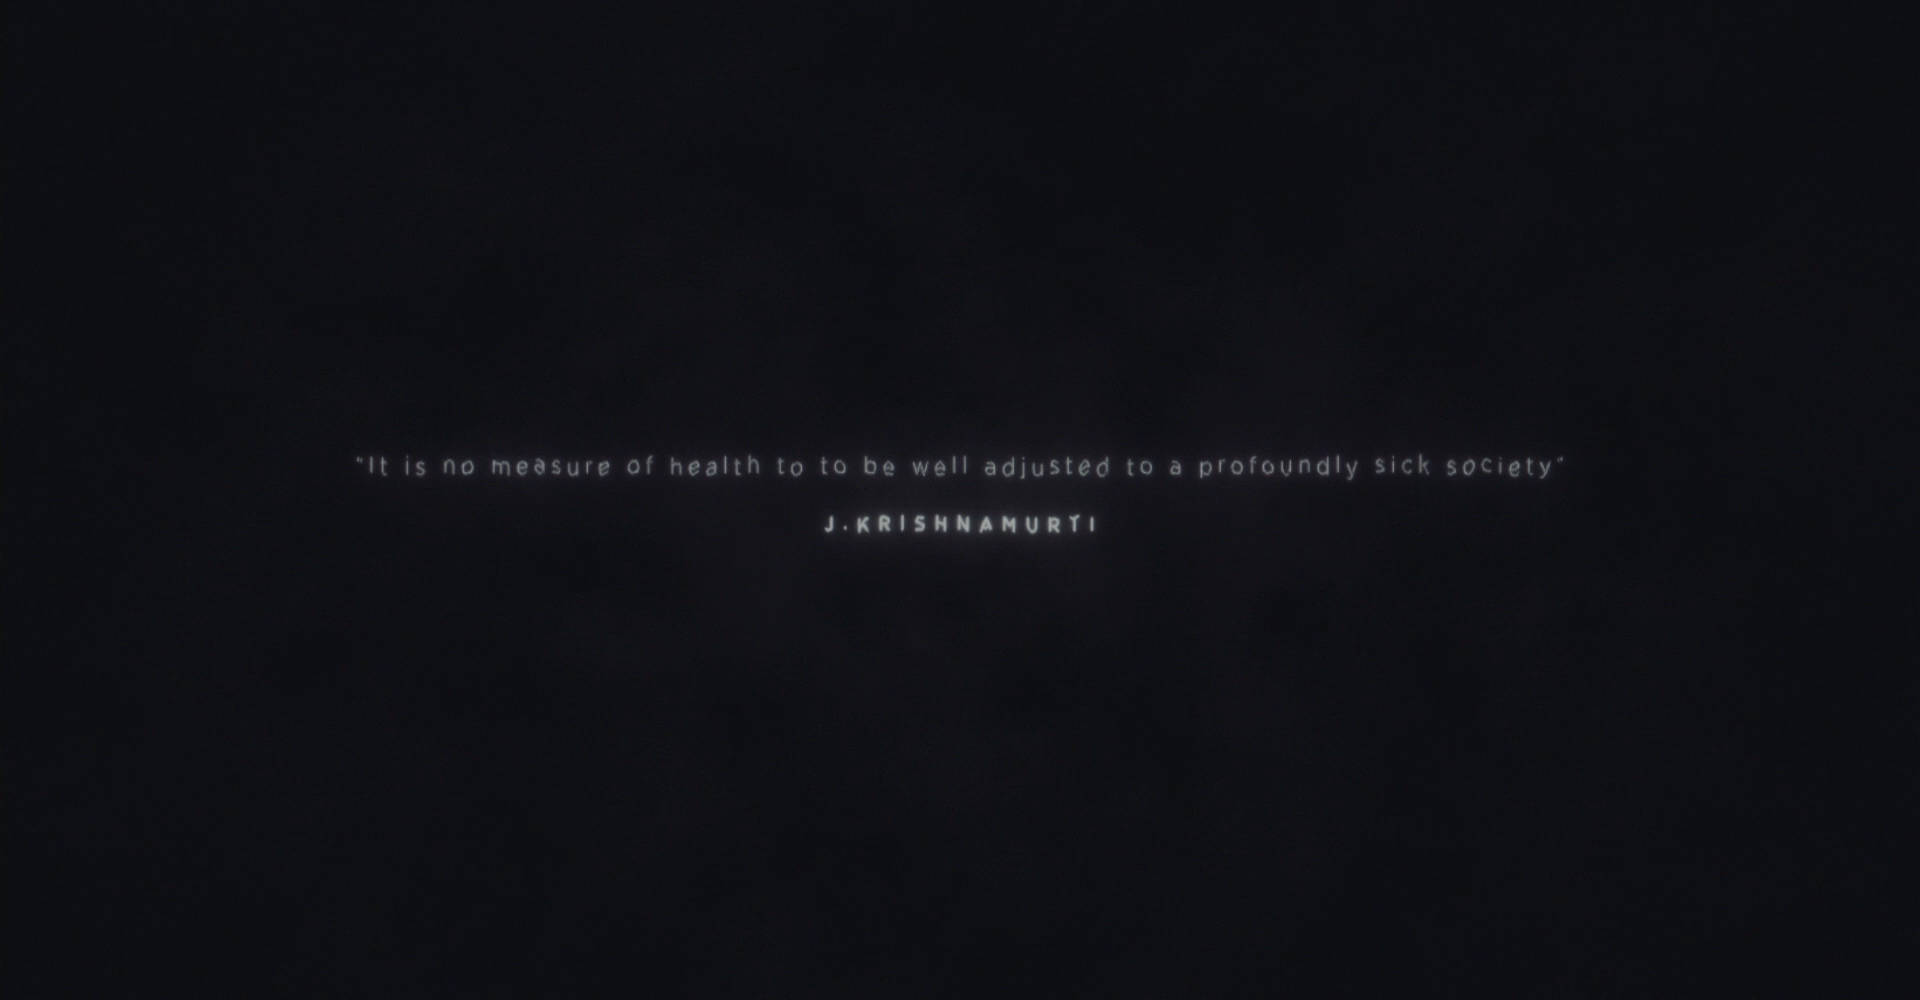 "It is no measure of health to to be well adjusted to a profoundly sick society"
J.KRISHNAMURTI